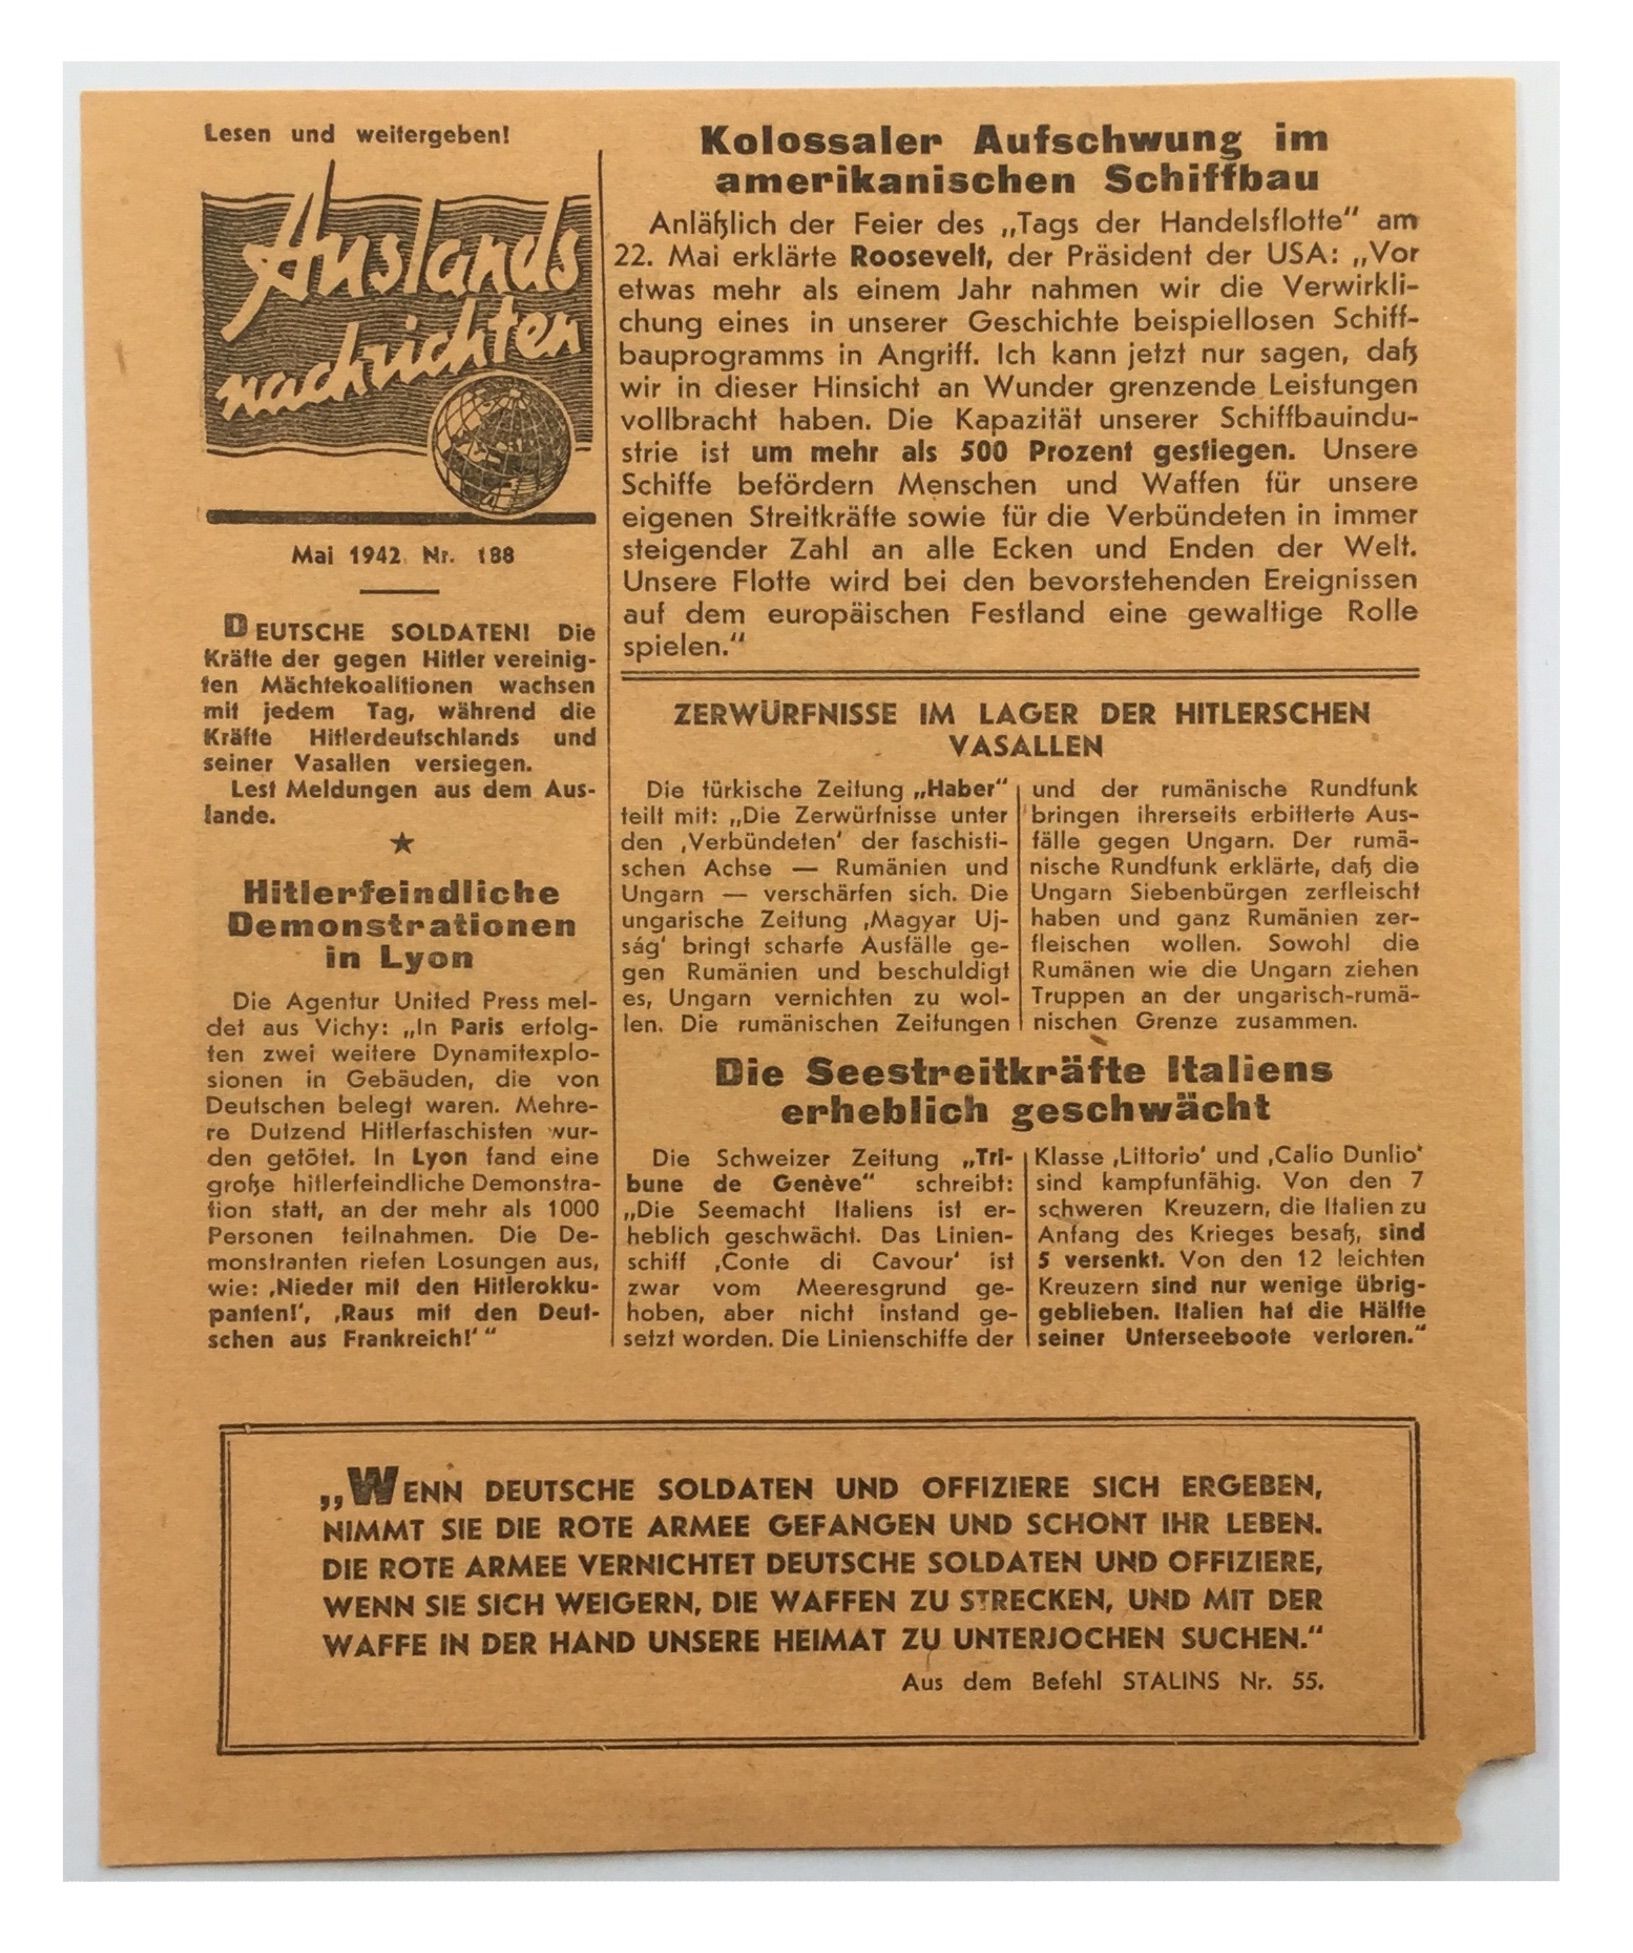 Lesen und weitergeben!
Auslands
nachrichten
Mai 1942 Nr. 188
DEUTSCHE SOLDATEN! Die
Kräfte der gegen Hitler vereinig-
ten Mächtekoalitionen wachsen
mit jedem Tag, während die
Kräfte Hitlerdeutschlands und
seiner Vasallen versiegen.
Lest Meldungen aus dem Aus-
lande.
★
Hitlerfeindliche
Demonstrationen
in Lyon
Die Agentur United Press mel-
det aus Vichy: „In Paris erfolg-
ten zwei weitere Dynamitexplo-
sionen in Gebäuden, die von
Deutschen belegt waren. Mehre-
re Dutzend Hitlerfaschisten wur-
den getötet. In Lyon fand eine
große hitlerfeindliche Demonstra-
tion statt, an der mehr als 1000
Personen teilnahmen. Die De-
monstranten riefen Losungen aus,
wie: ‚Nieder mit den Hitlerokku-
panten!‘, ‚Raus mit den Deut-
schen aus Frankreich!‘“
Kolossaler Aufschwung im
amerikanischen Schiffbau
Anläßlich der Feier des „Tags der Handelsflotte“ am
22. Mai erklärte Roosevelt, der Präsident der USA: „Vor
etwas mehr als einem Jahr nahmen wir die Verwirkli-
chung eines in unserer Geschichte beispiellosen Schiff-
bauprogramms in Angriff. Ich kann jetzt nur sagen, daß
wir in dieser Hinsicht an Wunder grenzende Leistungen
vollbracht haben. Die Kapazität unserer Schiffbauindu-
strie ist um mehr als 500 Prozent gestiegen. Unsere
Schiffe befördern Menschen und Waffen für unsere
eigenen Streitkräfte sowie für die Verbündeten in immer
steigender Zahl an alle Ecken und Enden der Welt.
Unsere Flotte wird bei den bevorstehenden Ereignissen
auf dem europäischen Festland eine gewaltige Rolle
spielen.“
ZERWÜRFNISSE IM LAGER DER HITLERSCHEN
VASALLEN
Die türkische Zeitung „Haber“
teilt mit: „Die Zerwürfnisse unter
den ‚Verbündeten‘ der faschisti-
schen Achse — Rumänien und
Ungarn — verschärfen sich. Die
ungarische Zeitung ‚Magyar Uj-
ság‘ bringt scharfe Ausfälle ge-
gen Rumänien und beschuldigt
es, Ungarn vernichten zu wol-
len. Die rumänischen Zeitungen
und der rumänische Rundfunk
bringen ihrerseits erbitterte Aus-
fälle gegen Ungarn. Der rumä-
nische Rundfunk erklärte, daß die
Ungarn Siebenbürgen zerfleischt
haben und ganz Rumänien zer-
fleischen wollen. Sowohl die
Rumänen wie die Ungarn ziehen
Truppen an der ungarisch-rumä-
nischen Grenze zusammen.
Die Seestreitkräfte Italiens
erheblich geschwächt
Die Schweizer Zeitung „Tri-
bune de Genève“ schreibt:
„Die Seemacht Italiens ist er-
heblich geschwächt. Das Linien-
schiff ‚Conte di Cavour‘ ist
zwar vom Meeresgrund ge-
hoben, aber nicht instand ge-
setzt worden. Die Linienschiffe der
Klasse ‚Littorio‘ und ‚Calio Dunlio‘
sind kampfunfähig. Von den 7
schweren Kreuzern, die Italien zu
Anfang des Krieges besaß, sind
5 versenkt. Von den 12 leichten
Kreuzern sind nur wenige übrig-
geblieben. Italien hat die Hälfte
seiner Unterseeboote verloren.“
„WENN DEUTSCHE SOLDATEN UND OFFIZIERE SICH ERGEBEN,
NIMMT SIE DIE ROTE ARMEE GEFANGEN UND SCHONT IHR LEBEN.
DIE ROTE ARMEE VERNICHTET DEUTSCHE SOLDATEN UND OFFIZIERE,
WENN SIE SICH WEIGERN, DIE WAFFEN ZU STRECKEN, UND MIT DER
WAFFE IN DER HAND UNSERE HEIMAT ZU UNTERJOCHEN SUCHEN.“
Aus dem Befehl STALINS Nr. 55.